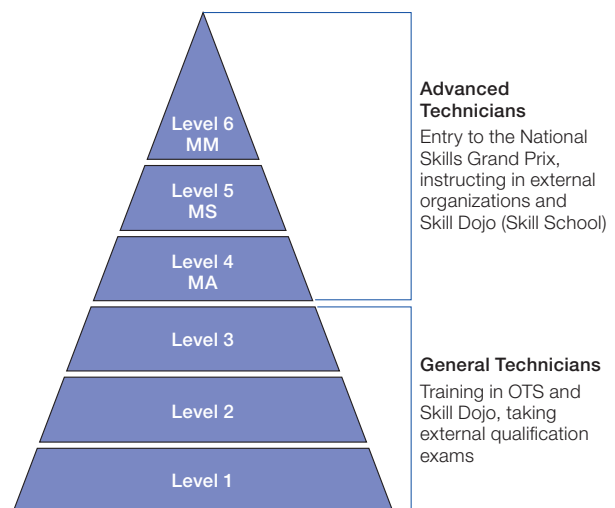 Level 6
MM
Level 5
MS
Level 4
MA
Level 3
Level 2
Level 1
Advanced
Technicians
Entry to the National
Skills Grand Prix,
instructing in external
organizations and
Skill Dojo (Skill School)
General Technicians
Training in OTS and
Skill Dojo, taking
external qualification
exams